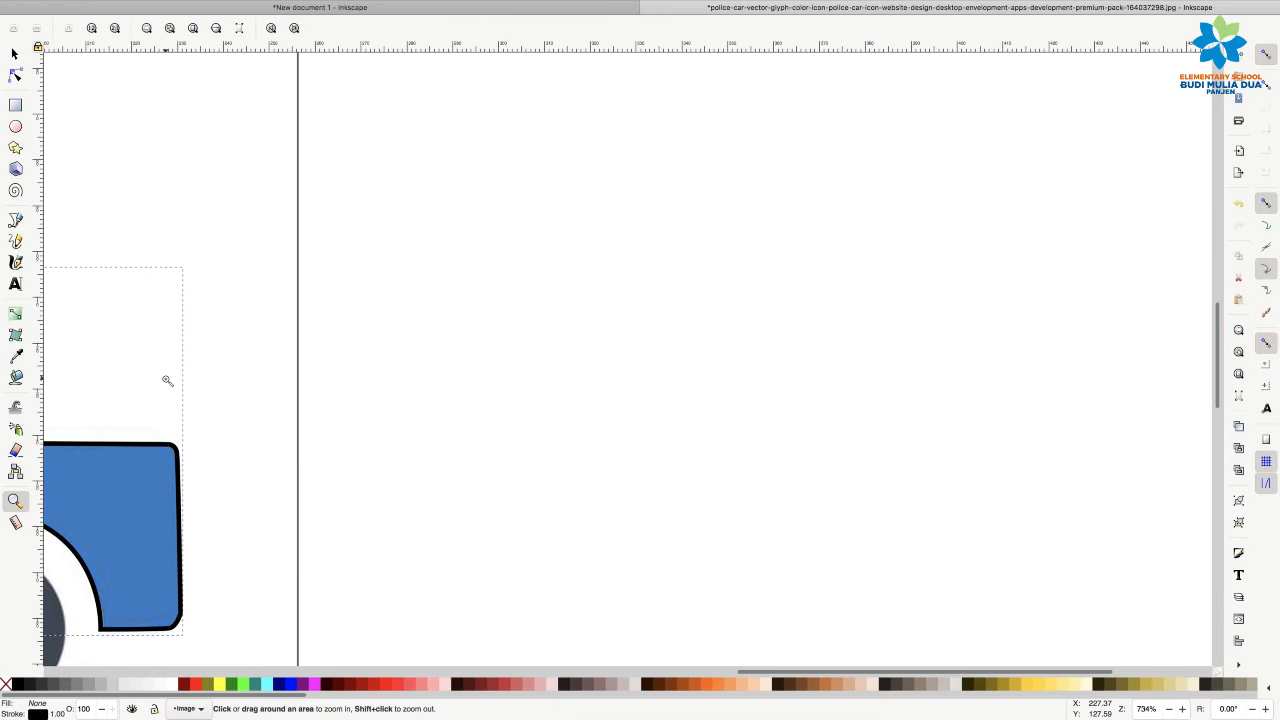 *New document 1 - Inkscape
*police-car-vector-glyph-color-icon-police-car-icon-website-design-desktop-envelopment-apps-development-premium-pack-164037298.jpg - Inkscape
ELEMENTARY SCHOOL
BUDI MULIA DUA
PANJEN
Fill: None
Stroke: 1.00
O: 100
•Image
Click or drag around an area to zoom in, Shift+click to zoom out.
X: 227.37
Y: 127.59
Z: 734%
R: 0.00°